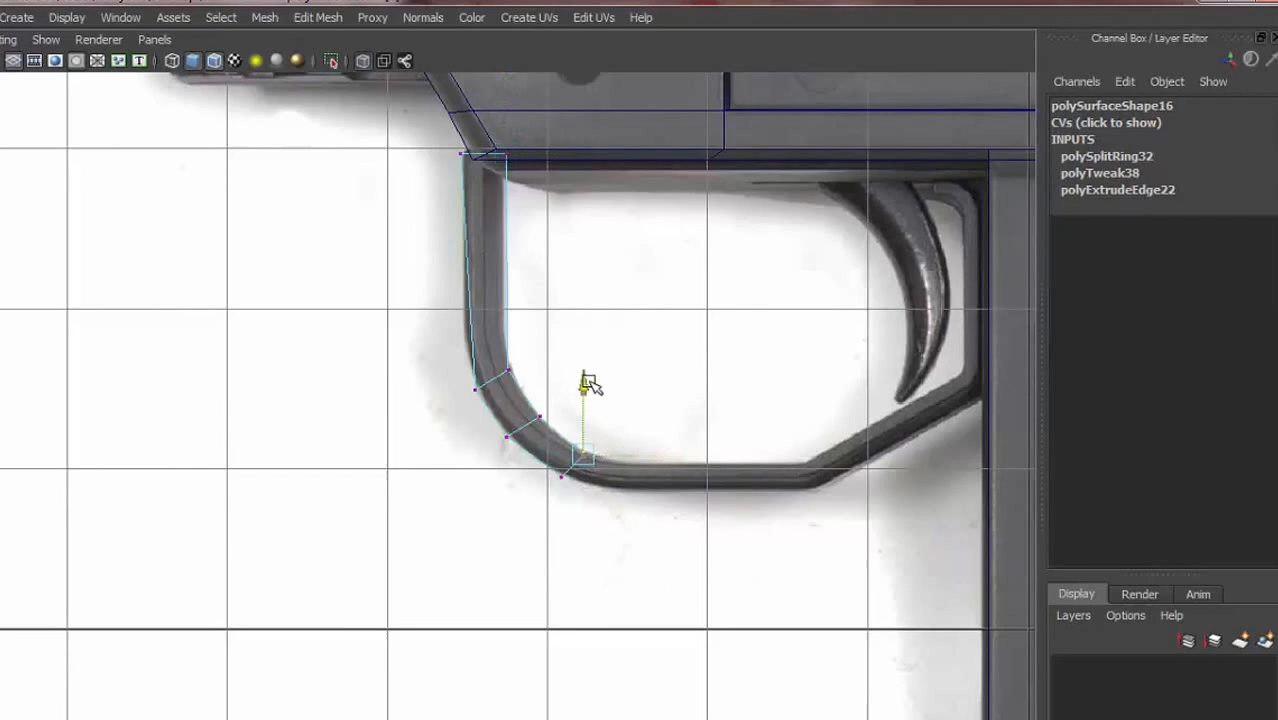 Create Display Window Assets Select Mesh Edit Mesh Proxy Normals Color Create UVs Edit UVs Help
Show Renderer Panels
T
Channel Box / Layer Editor
Channels Edit Object Show
polySurfaceShape16
CVs (click to show)
INPUTS
polySplitRing32
polyTweak38
polyExtrudeEdge22
Display Render Anim
Layers Options Help